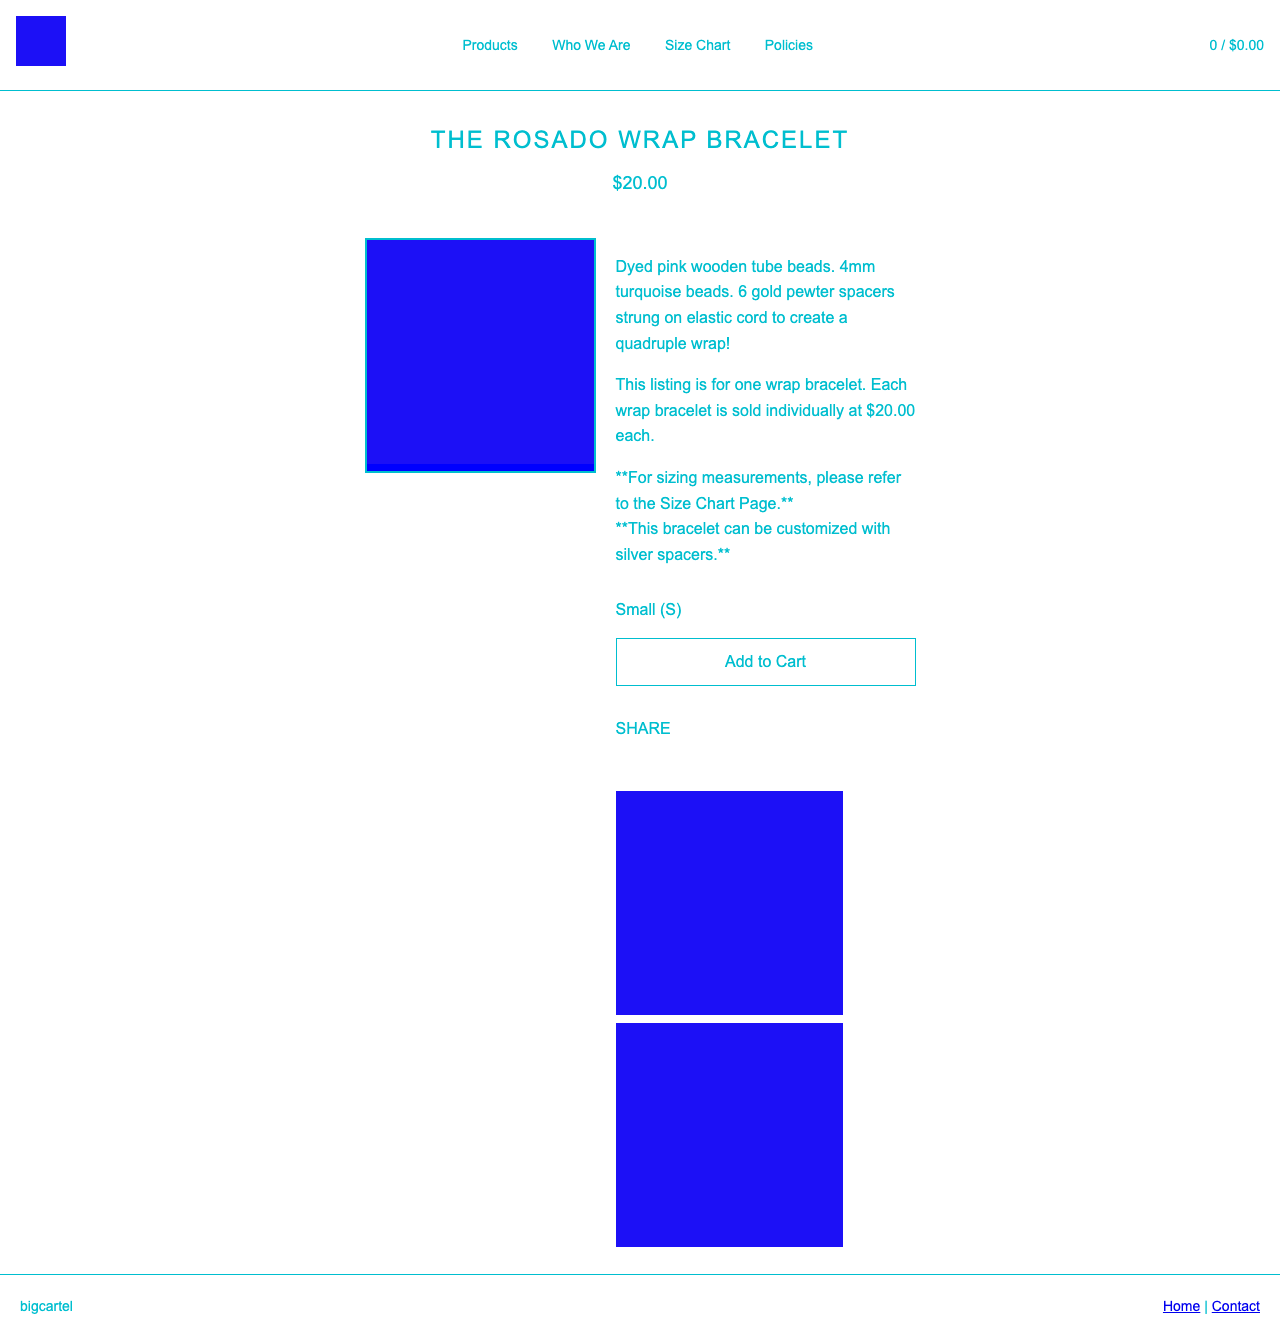 Products Who We Are Size Chart Policies 0 / $0.00
THE ROSADO WRAP BRACELET
$20.00
Dyed pink wooden tube beads. 4mm
turquoise beads. 6 gold pewter spacers
strung on elastic cord to create a
quadruple wrap!
This listing is for one wrap bracelet. Each
wrap bracelet is sold individually at $20.00
each.
**For sizing measurements, please refer
to the Size Chart Page.**
**This bracelet can be customized with
silver spacers.**
Small (S)
Add to Cart
SHARE
bigcartel Home | Contact